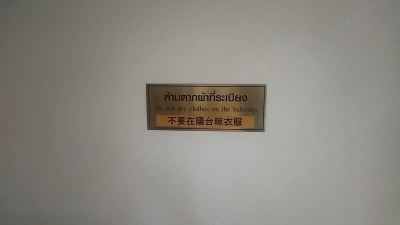 ห้ามตากผ้าที่ระเบียง
Do not dry clothes on the balcony.
不要在陽台晾衣服